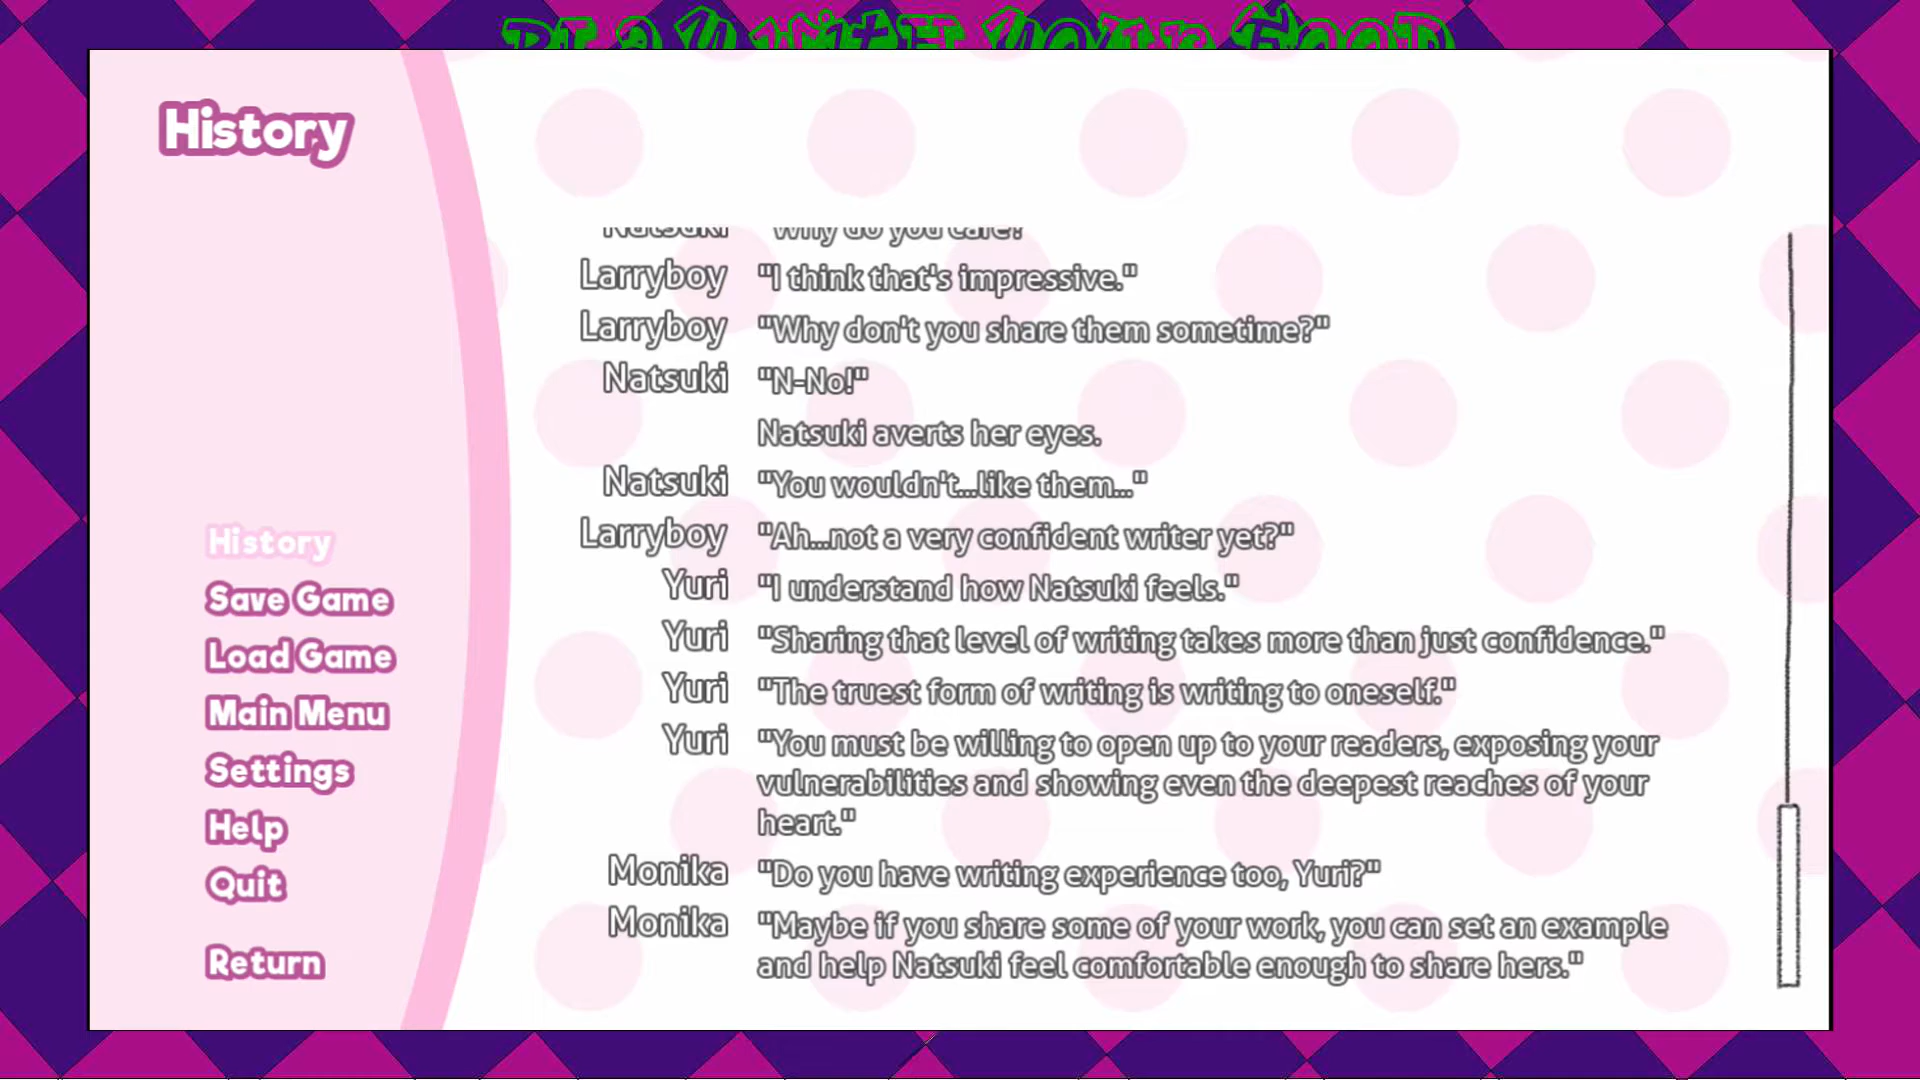 History
Natsuki "Why do you care?
Larryboy "I think that's impressive."
Larryboy "Why don't you share them sometime?"
Natsuki "N-No!"
Natsuki averts her eyes.
Natsuki "You wouldn't...like them..."
Larryboy "Ah...not a very confident writer yet?"
Yuri "I understand how Natsuki feels."
Yuri "Sharing that level of writing takes more than just confidence."
Yuri "The truest form of writing is writing to oneself."
Yuri "You must be willing to open up to your readers, exposing your
vulnerabilities and showing even the deepest reaches of your
heart."
Monika "Do you have writing experience too, Yuri?"
Monika "Maybe if you share some of your work, you can set an example
and help Natsuki feel comfortable enough to share hers."
History
Save Game
Load Game
Main Menu
Settings
Help
Quit
Return